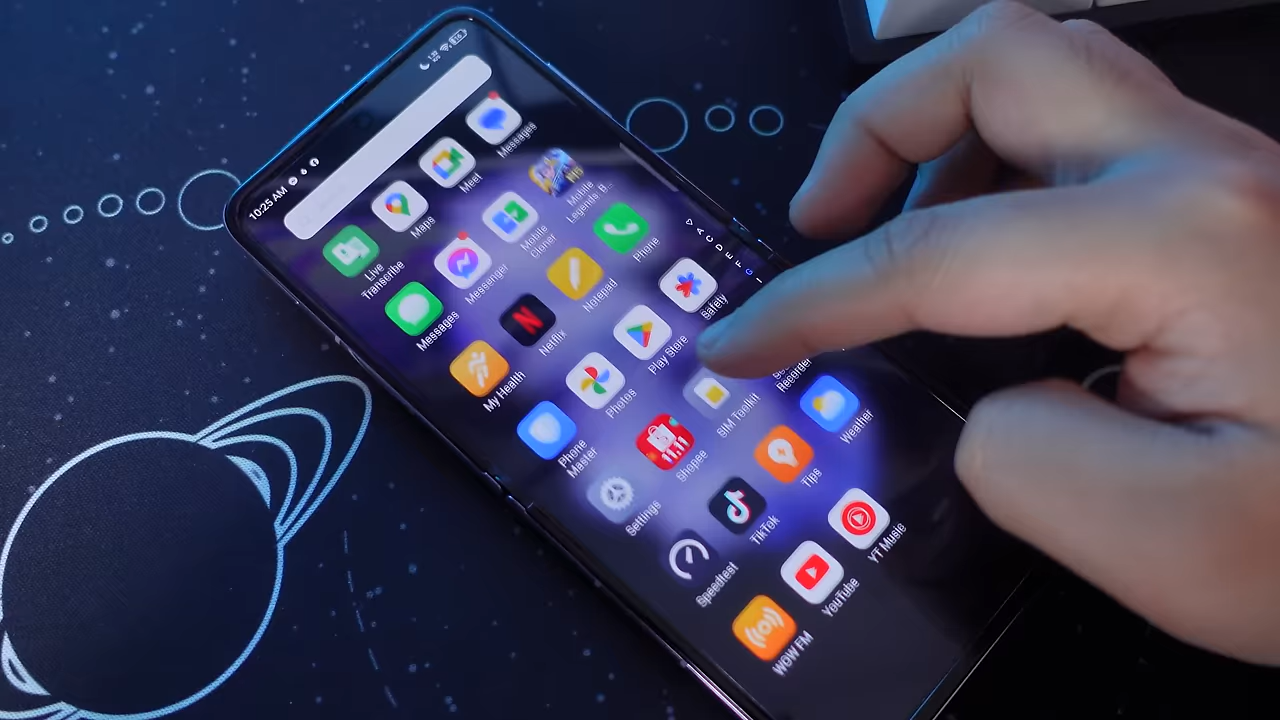 10:25 AM
Live
Transcribe
Maps
Meet
Messages
Messages
Messenger
Mobile
Cloner
Mobile
Legends: B...
My Health
Netflix
Notepad
Phone
Phone
Master
Photos
Play Store
Safety
Settings
Shopee
11.11
SIM Toolkit
Recorder
Speedtest
TikTok
Tips
Weather
WOW FM
YouTube
YT Music
A
C
D
E
F
G
I